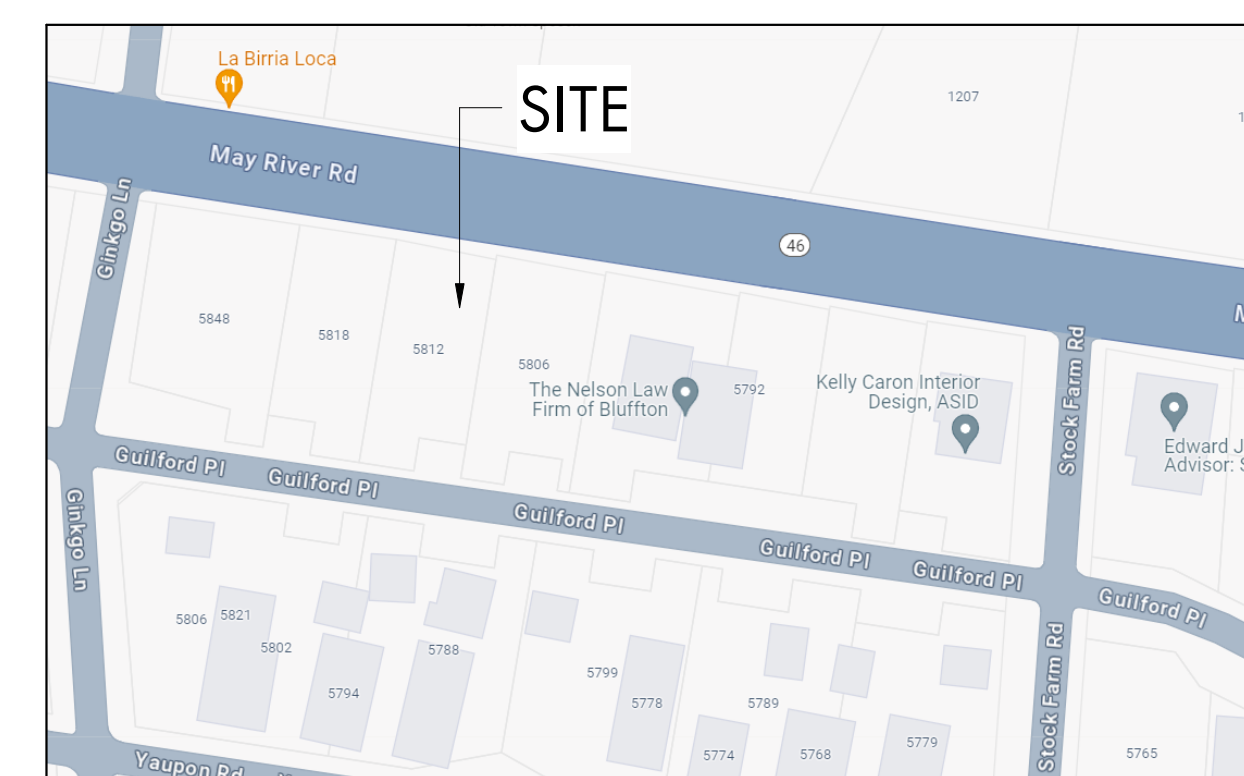 La Birria Loca
SITE
1207
May River Rd
Ginkgo Ln
46
5848
5818
5812
5806
The Nelson Law
Firm of Bluffton
5792
Kelly Caron Interior
Design, ASID
Stock Farm Rd
Edward J
Advisor: S
Guilford Pl
Guilford Pl
Guilford Pl
Guilford Pl
Guilford Pl
Guilford Pl
Ginkgo Ln
5806
5821
5802
5788
5794
5799
5778
5789
5774
5768
5779
Stock Farm Rd
5765
Yaupon Rd